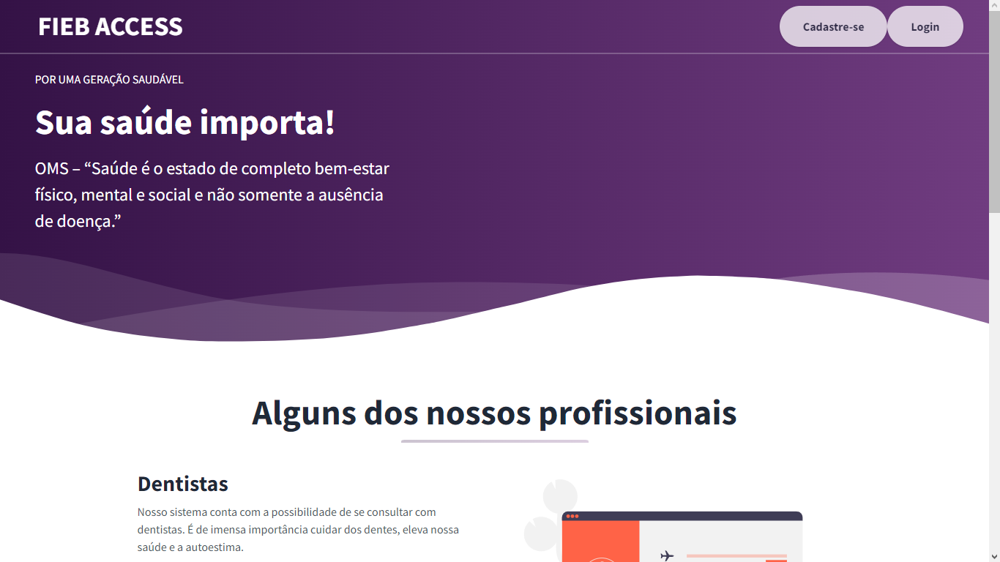 FIEB ACCESS
Cadastre-se
Login
POR UMA GERAÇÃO SAUDÁVEL
Sua saúde importa!
OMS – “Saúde é o estado de completo bem-estar
físico, mental e social e não somente a ausência
de doença.”
Alguns dos nossos profissionais
Dentistas
Nosso sistema conta com a possibilidade de se consultar com
dentistas. É de imensa importância cuidar dos dentes, eleva nossa
saúde e a autoestima.